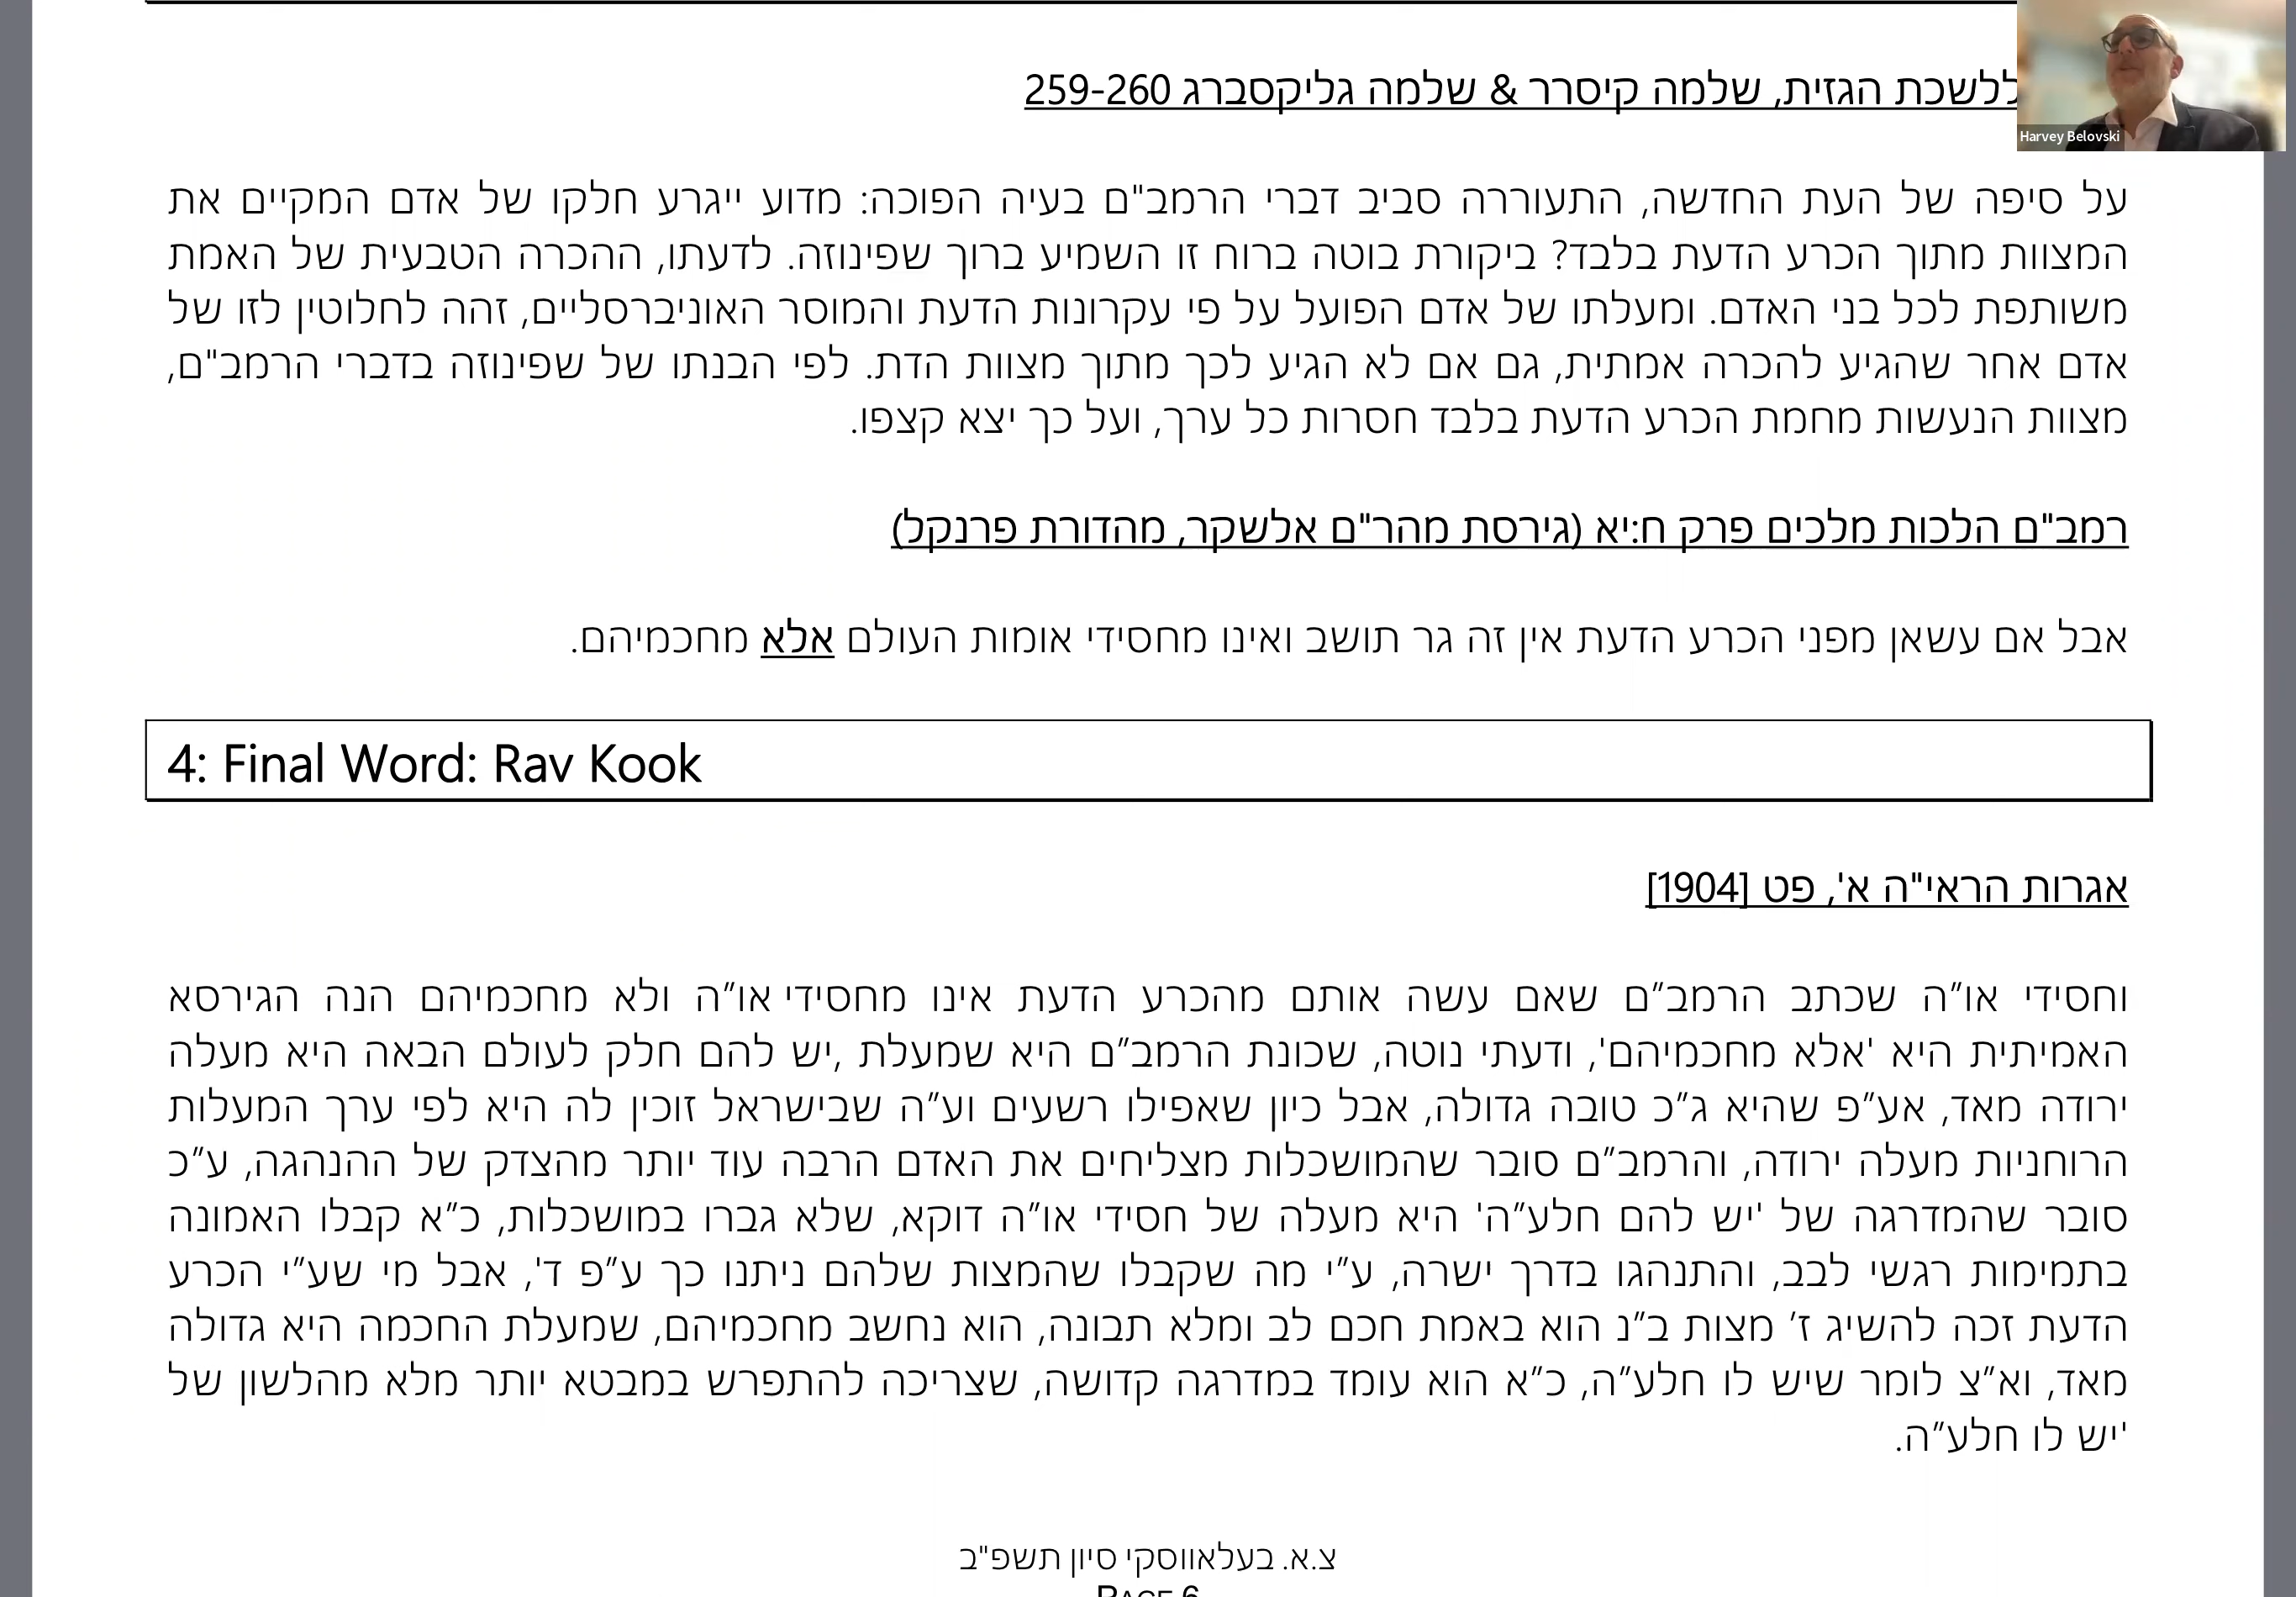 ללשכת הגזית, שלמה קיסרר & שלמה גליקסברג 259-260
Harvey Belovski
על סיפה של העת החדשה, התעוררה סביב דברי הרמב"ם בעיה הפוכה: מדוע ייגרע חלקו של אדם המקיים את
המצוות מתוך הכרע הדעת בלבד? ביקורת בוטה ברוח זו השמיע ברוך שפינוזה. לדעתו, ההכרה הטבעית של האמת
משותפת לכל בני האדם. ומעלתו של אדם הפועל על פי עקרונות הדעת והמוסר האוניברסליים, זהה לחלוטין לזו של
אדם אחר שהגיע להכרה אמתית, גם אם לא הגיע לכך מתוך מצוות הדת. לפי הבנתו של שפינוזה בדברי הרמב"ם,
מצוות הנעשות מחמת הכרע הדעת בלבד חסרות כל ערך, ועל כך יצא קצפו.
רמב"ם הלכות מלכים פרק ח:יא (גירסת מהר"ם אלשקר, מהדורת פרנקל)
אבל אם עשאן מפני הכרע הדעת אין זה גר תושב ואינו מחסידי אומות העולם אלא מחכמיהם.
4: Final Word: Rav Kook
אגרות הראי"ה א', פט [1904]
וחסידי או״ה שכתב הרמב״ם שאם עשה אותם מהכרע הדעת אינו מחסידי או״ה ולא מחכמיהם הנה הגירסא
האמיתית היא 'אלא מחכמיהם', ודעתי נוטה, שכונת הרמב״ם היא שמעלת ,יש להם חלק לעולם הבאה היא מעלה
ירודה מאד, אע״פ שהיא ג״כ טובה גדולה, אבל כיון שאפילו רשעים וע״ה שבישראל זוכין לה היא לפי ערך המעלות
הרוחניות מעלה ירודה, והרמב״ם סובר שהמושכלות מצליחים את האדם הרבה עוד יותר מהצדק של ההנהגה, ע״כ
סובר שהמדרגה של 'יש להם חלע״ה' היא מעלה של חסידי או״ה דוקא, שלא גברו במושכלות, כ״א קבלו האמונה
בתמימות רגשי לבב, והתנהגו בדרך ישרה, ע״י מה שקבלו שהמצות שלהם ניתנו כך ע״פ ד', אבל מי שע״י הכרע
הדעת זכה להשיג ז׳ מצות ב״נ הוא באמת חכם לב ומלא תבונה, הוא נחשב מחכמיהם, שמעלת החכמה היא גדולה
מאד, וא״צ לומר שיש לו חלע״ה, כ״א הוא עומד במדרגה קדושה, שצריכה להתפרש במבטא יותר מלא מהלשון של
'יש לו חלע״ה.
צ.א. בעלאווסקי סיון תשפ"ב
PAGE 6